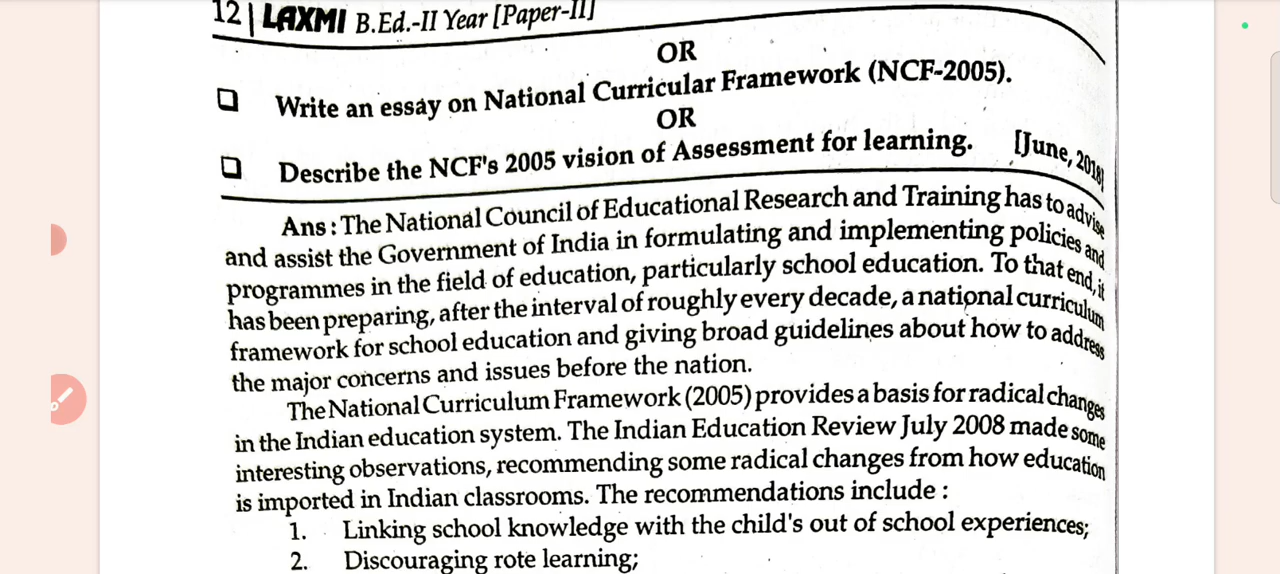 12 | LAXMI B.Ed.-II Year [Paper-II]
OR
❑ Write an essay on National Curricular Framework (NCF-2005).
OR
❑ Describe the NCF's 2005 vision of Assessment for learning. [June, 2018]
Ans : The National Council of Educational Research and Training has to advise
and assist the Government of India in formulating and implementing policies and
programmes in the field of education, particularly school education. To that end, it
has been preparing, after the interval of roughly every decade, a national curriculum
framework for school education and giving broad guidelines about how to address
the major concerns and issues before the nation.
The National Curriculum Framework (2005) provides a basis for radical changes
in the Indian education system. The Indian Education Review July 2008 made some
interesting observations, recommending some radical changes from how education
is imported in Indian classrooms. The recommendations include :
1. Linking school knowledge with the child's out of school experiences;
2. Discouraging rote learning;